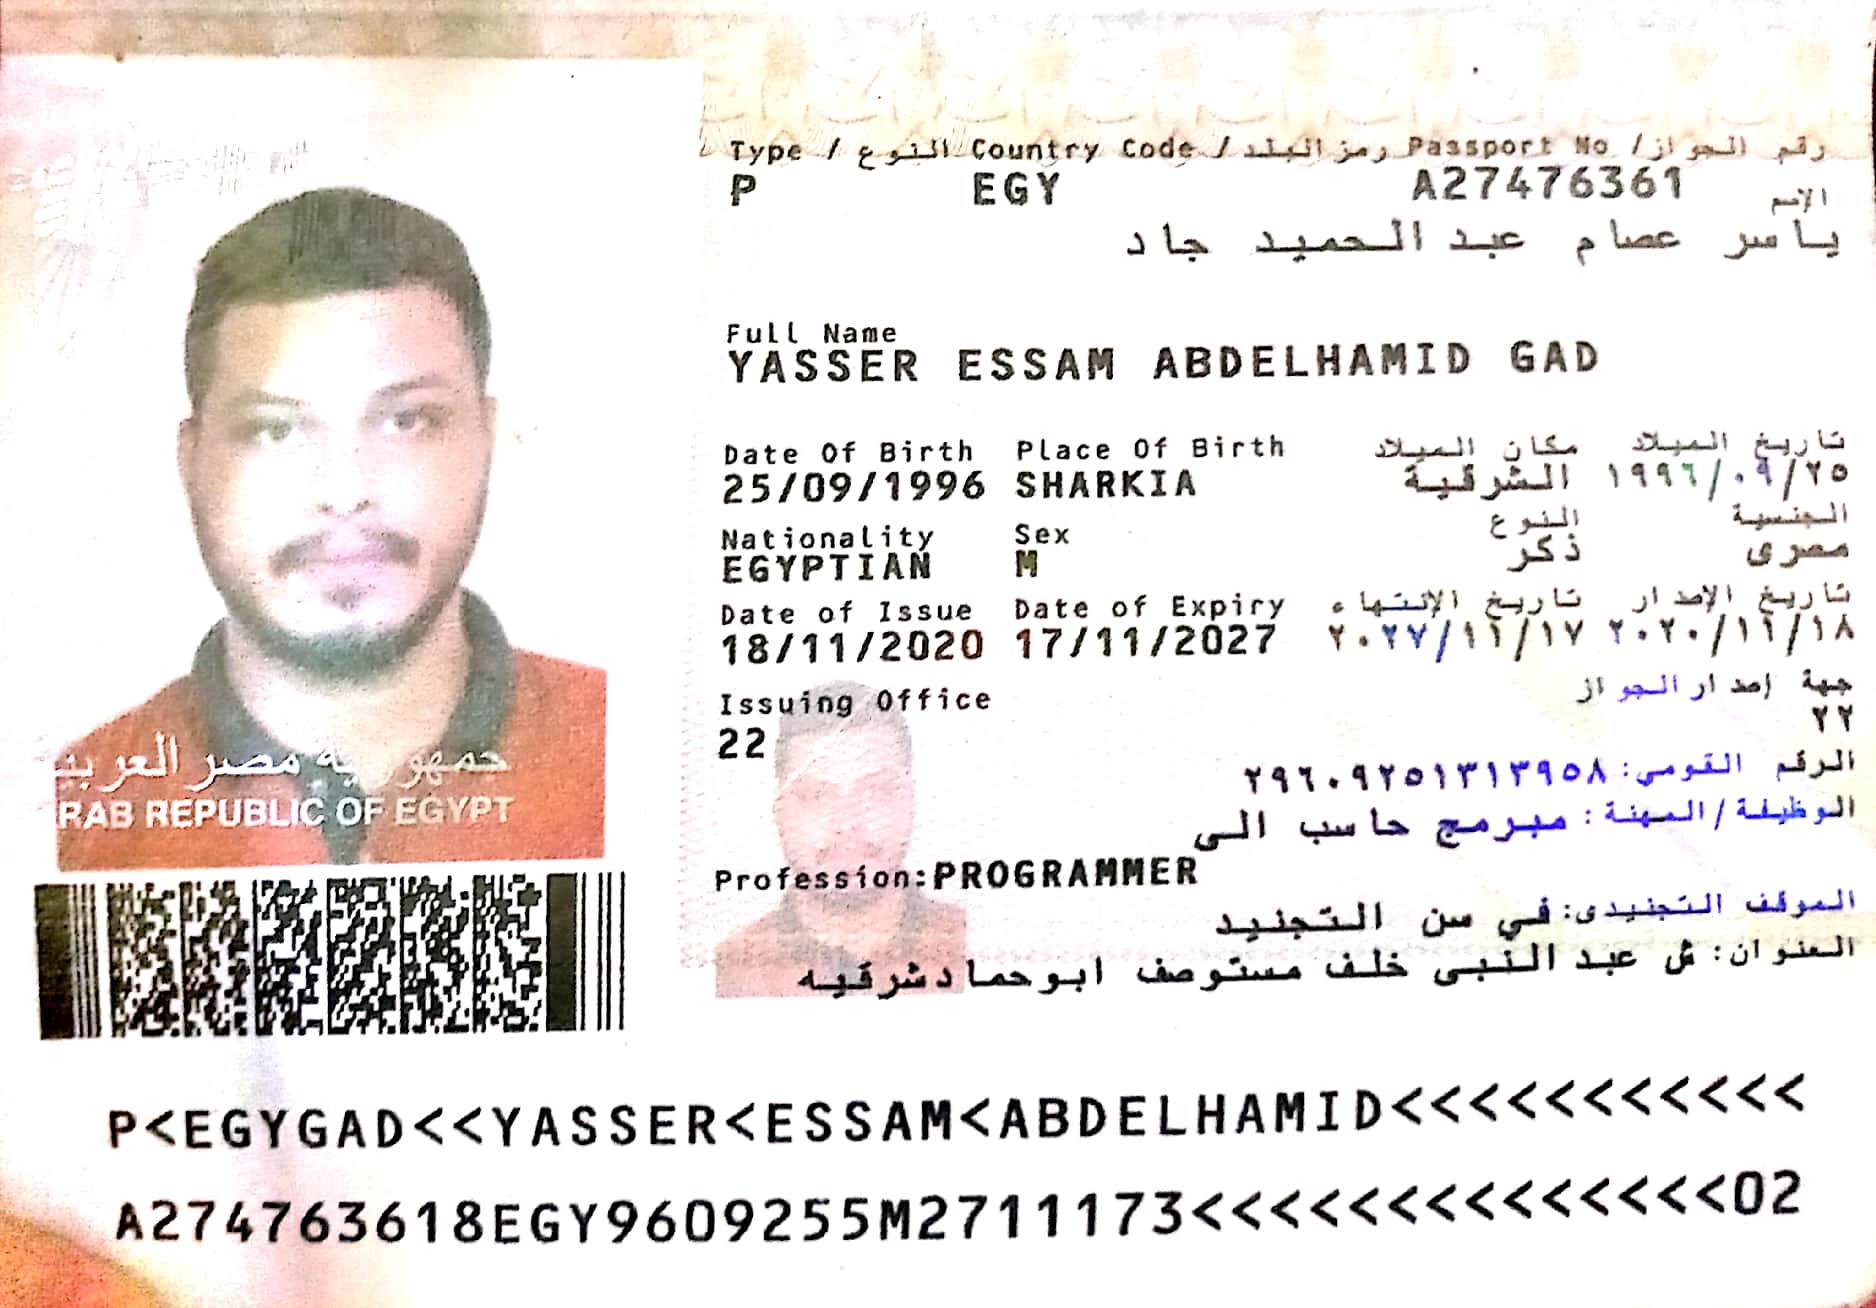 Type / النوع Country Code / رمز البلد Passport No / رقم الجواز
P EGY A27476361
الإسم
ياسر عصام عبد الحميد جاد
Full Name
YASSER ESSAM ABDELHAMID GAD
Date Of Birth Place Of Birth مكان الميلاد تاريخ الميلاد
25/09/1996 SHARKIA الشرقية ١٩٩٦/٠٩/٢٥
Nationality Sex النوع الجنسية
EGYPTIAN M ذكر مصرى
Date of Issue Date of Expiry تاريخ الإنتهاء تاريخ الإصدار
18/11/2020 17/11/2027 ٢٠٢٧/١١/١٧ ٢٠٢٠/١١/١٨
Issuing Office جهة إصدار الجواز
22 ٢٢
الرقم القومى: ٢٩٦٠٩٢٥١٣١٣٩٥٨
الوظيفة/المهنة: مبرمج حاسب الى
Profession:PROGRAMMER
الموقف التجنيدى: في سن التجنيد
العنوان: ش عبد النبى خلف مستوصف ابوحماد شرقيه
جمهورية مصر العربية
RAB REPUBLIC OF EGYPT
P<EGYGAD<<YASSER<ESSAM<ABDELHAMID<<<<<<<<<<<
A274763618EGY9609255M2711173<<<<<<<<<<<<<<02